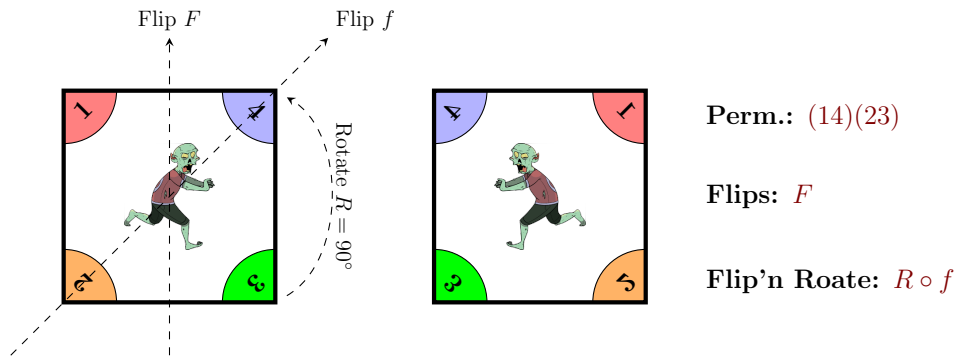 Flip F
Flip f
1
4
Rotate R = 90°
2
3
4
1
3
2
Perm.: (14)(23)
Flips: F
Flip'n Roate: R ∘ f